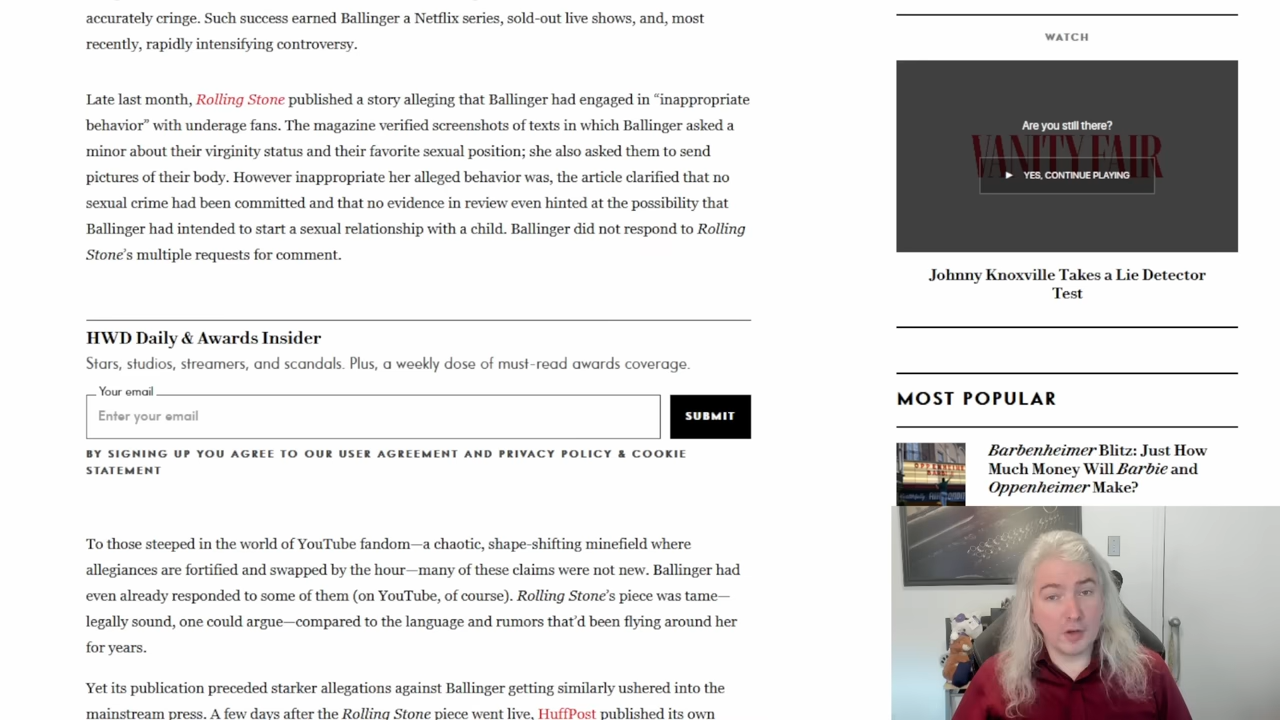 accurately cringe. Such success earned Ballinger a Netflix series, sold-out live shows, and, most
recently, rapidly intensifying controversy.
Late last month, Rolling Stone published a story alleging that Ballinger had engaged in “inappropriate
behavior” with underage fans. The magazine verified screenshots of texts in which Ballinger asked a
minor about their virginity status and their favorite sexual position; she also asked them to send
pictures of their body. However inappropriate her alleged behavior was, the article clarified that no
sexual crime had been committed and that no evidence in review even hinted at the possibility that
Ballinger had intended to start a sexual relationship with a child. Ballinger did not respond to Rolling
Stone’s multiple requests for comment.
HWD Daily & Awards Insider
Stars, studios, streamers, and scandals. Plus, a weekly dose of must-read awards coverage.
Your email
Enter your email
SUBMIT
BY SIGNING UP YOU AGREE TO OUR USER AGREEMENT AND PRIVACY POLICY & COOKIE
STATEMENT
To those steeped in the world of YouTube fandom—a chaotic, shape-shifting minefield where
allegiances are fortified and swapped by the hour—many of these claims were not new. Ballinger had
even already responded to some of them (on YouTube, of course). Rolling Stone’s piece was tame—
legally sound, one could argue—compared to the language and rumors that’d been flying around her
for years.
Yet its publication preceded starker allegations against Ballinger getting similarly ushered into the
mainstream press. A few days after the Rolling Stone piece went live, HuffPost published its own
WATCH
Are you still there?
VANITY FAIR
YES, CONTINUE PLAYING
Johnny Knoxville Takes a Lie Detector
Test
MOST POPULAR
Barbenheimer Blitz: Just How
Much Money Will Barbie and
Oppenheimer Make?